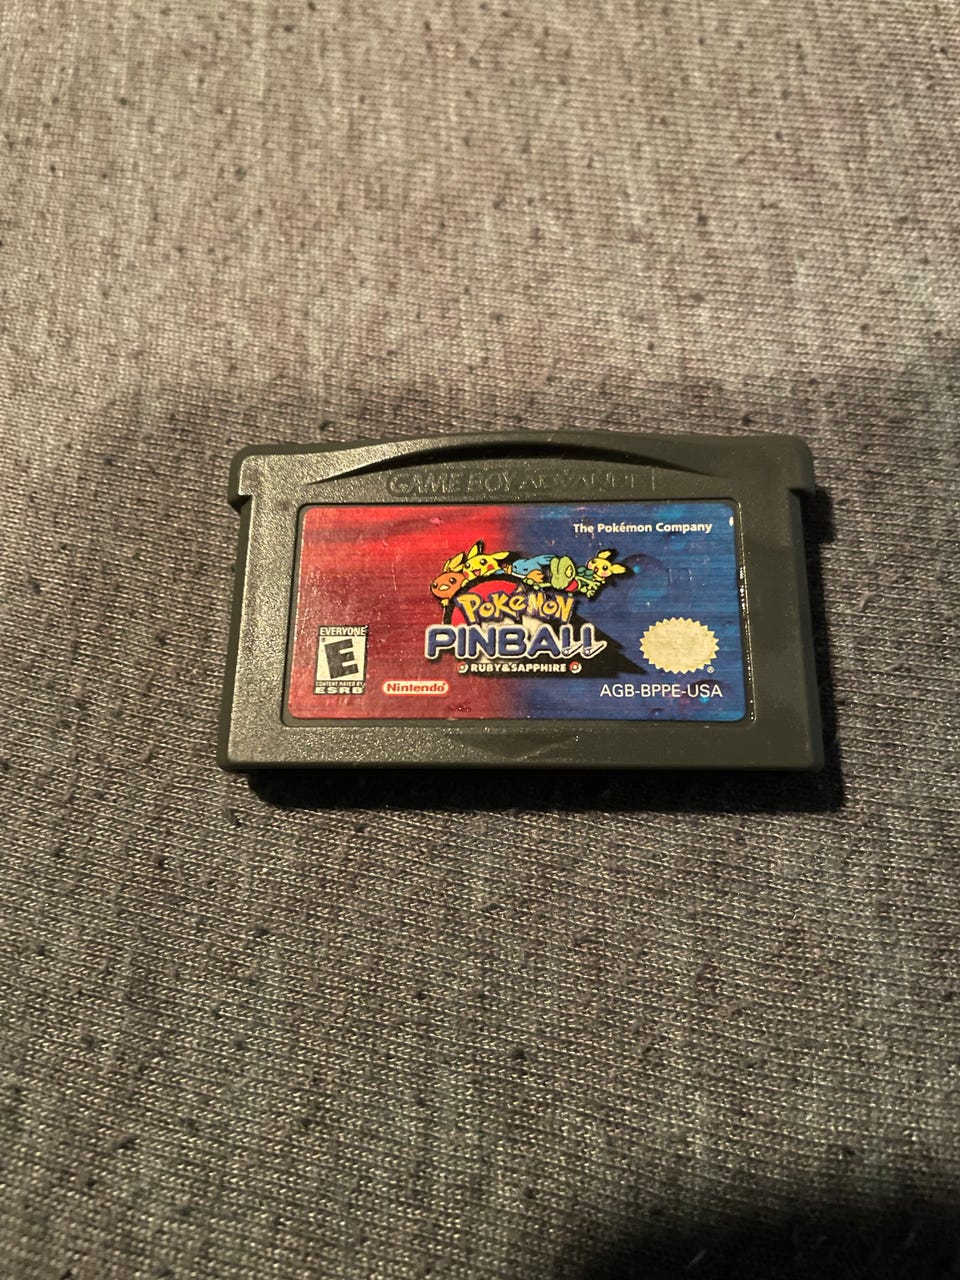 GAME BOY ADVANCE
The Pokémon Company
POKéMON
PINBALL
RUBY & SAPPHIRE
EVERYONE
E
CONTENT RATED BY
ESRB
Nintendo®
AGB-BPPE-USA
®